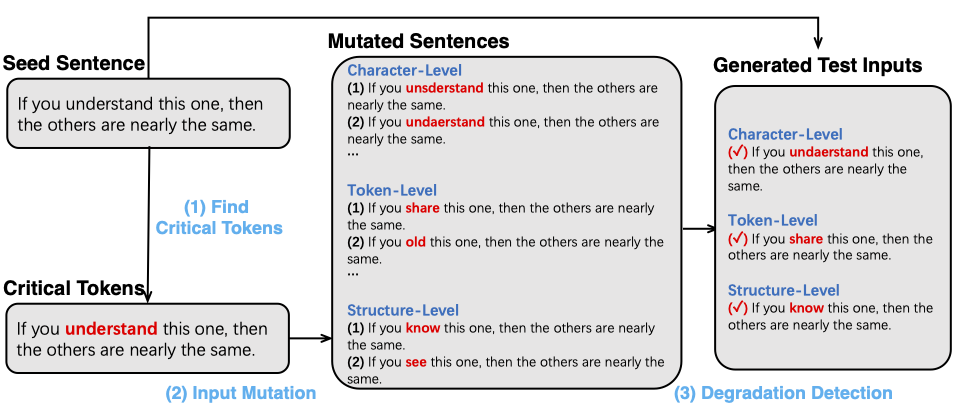 Seed Sentence
If you understand this one, then
the others are nearly the same.
(1) Find
Critical Tokens
Critical Tokens
If you understand this one, then
the others are nearly the same.
(2) Input Mutation
Mutated Sentences
Character-Level
(1) If you unsderstand this one, then the others are
nearly the same.
(2) If you undaerstand this one, then the others are
nearly the same.
...
Token-Level
(1) If you share this one, then the others are nearly
the same.
(2) If you old this one, then the others are nearly the
same.
...
Structure-Level
(1) If you know this one, then the others are nearly
the same.
(2) If you see this one, then the others are nearly the
same.
(3) Degradation Detection
Generated Test Inputs
Character-Level
(✓) If you undaerstand this one,
then the others are nearly the
same.
Token-Level
(✓) If you share this one, then the
others are nearly the same.
Structure-Level
(✓) If you know this one, then the
others are nearly the same.